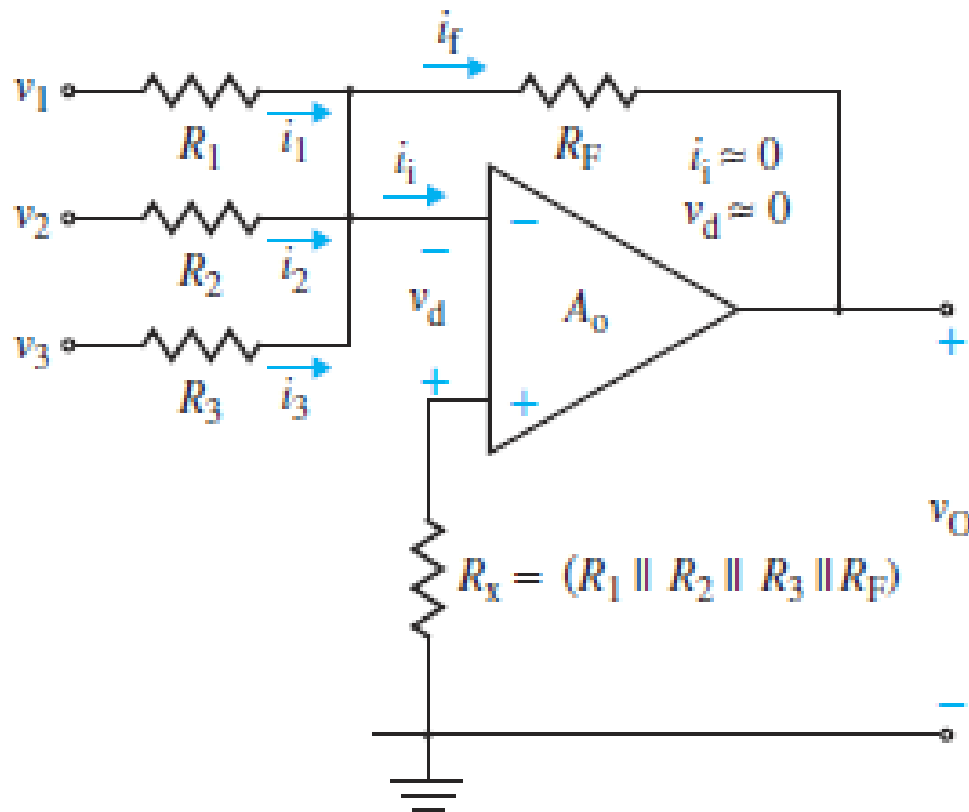 i_f
v_1
R_1
i_1
R_F
i_i
i_i ≃ 0
v_d ≃ 0
v_2
R_2
i_2
−
−
v_d
A_o
v_3
R_3
i_3
+
+
+
v_O
R_x = (R_1 || R_2 || R_3 || R_F)
−